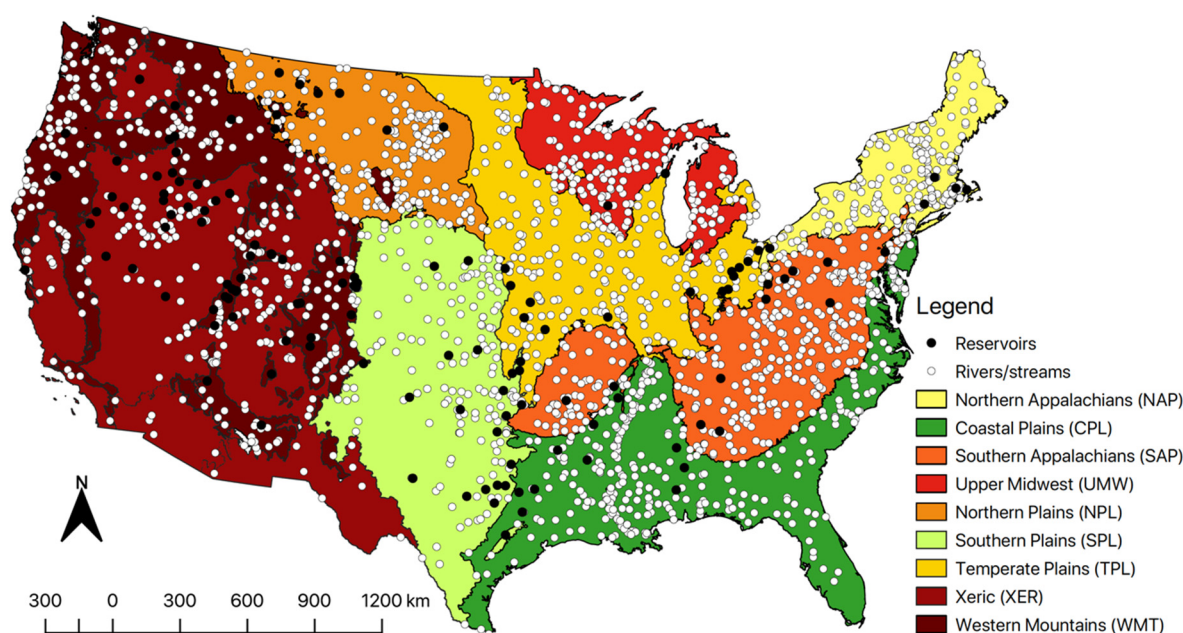 Legend
Reservoirs
Rivers/streams
Northern Appalachians (NAP)
Coastal Plains (CPL)
Southern Appalachians (SAP)
Upper Midwest (UMW)
Northern Plains (NPL)
Southern Plains (SPL)
Temperate Plains (TPL)
Xeric (XER)
Western Mountains (WMT)
N
300 0 300 600 900 1200 km